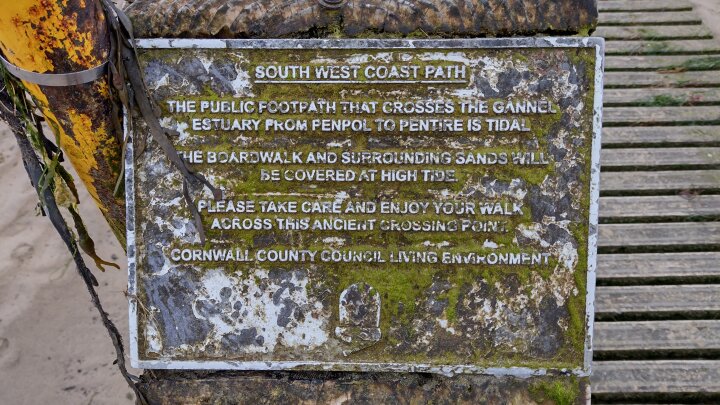 SOUTH WEST COAST PATH
THE PUBLIC FOOTPATH THAT CROSSES THE GANNEL
ESTUARY FROM PENPOL TO PENTIRE IS TIDAL
THE BOARDWALK AND SURROUNDING SANDS WILL
BE COVERED AT HIGH TIDE
PLEASE TAKE CARE AND ENJOY YOUR WALK
ACROSS THIS ANCIENT CROSSING POINT
CORNWALL COUNTY COUNCIL LIVING ENVIRONMENT